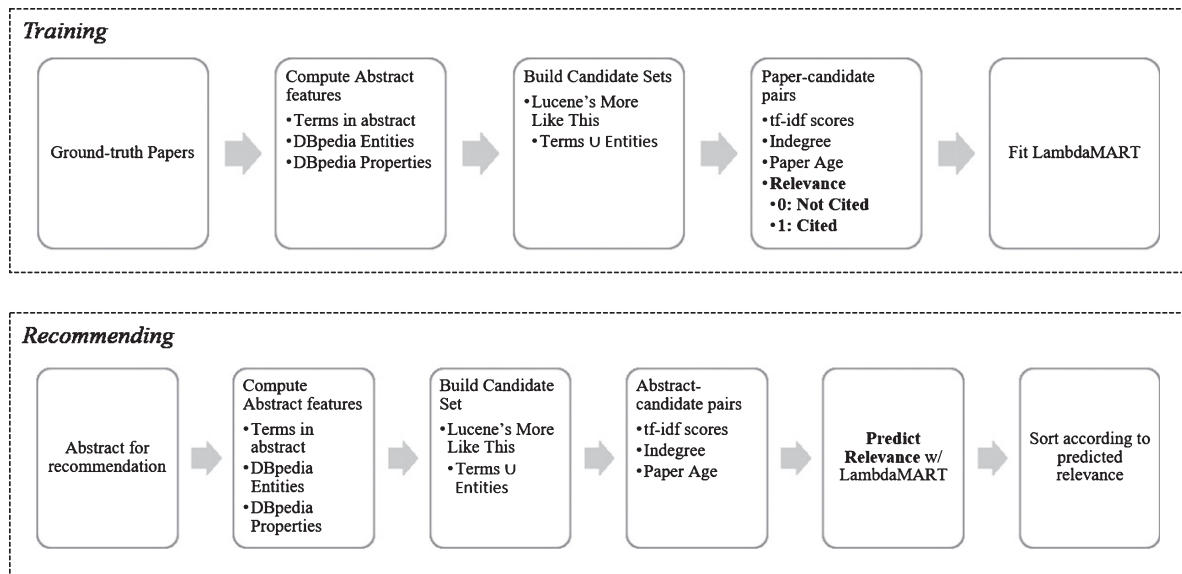 Training
Ground-truth Papers
Compute Abstract
features
•Terms in abstract
•DBpedia Entities
•DBpedia Properties
Build Candidate Sets
•Lucene's More
Like This
•Terms ∪ Entities
Paper-candidate
pairs
•tf-idf scores
•Indegree
•Paper Age
•Relevance
•0: Not Cited
•1: Cited
Fit LambdaMART
Recommending
Abstract for
recommendation
Compute
Abstract features
•Terms in
abstract
•DBpedia
Entities
•DBpedia
Properties
Build Candidate
Set
•Lucene's More
Like This
•Terms ∪
Entities
Abstract-
candidate pairs
•tf-idf scores
•Indegree
•Paper Age
Predict
Relevance w/
LambdaMART
Sort according to
predicted
relevance